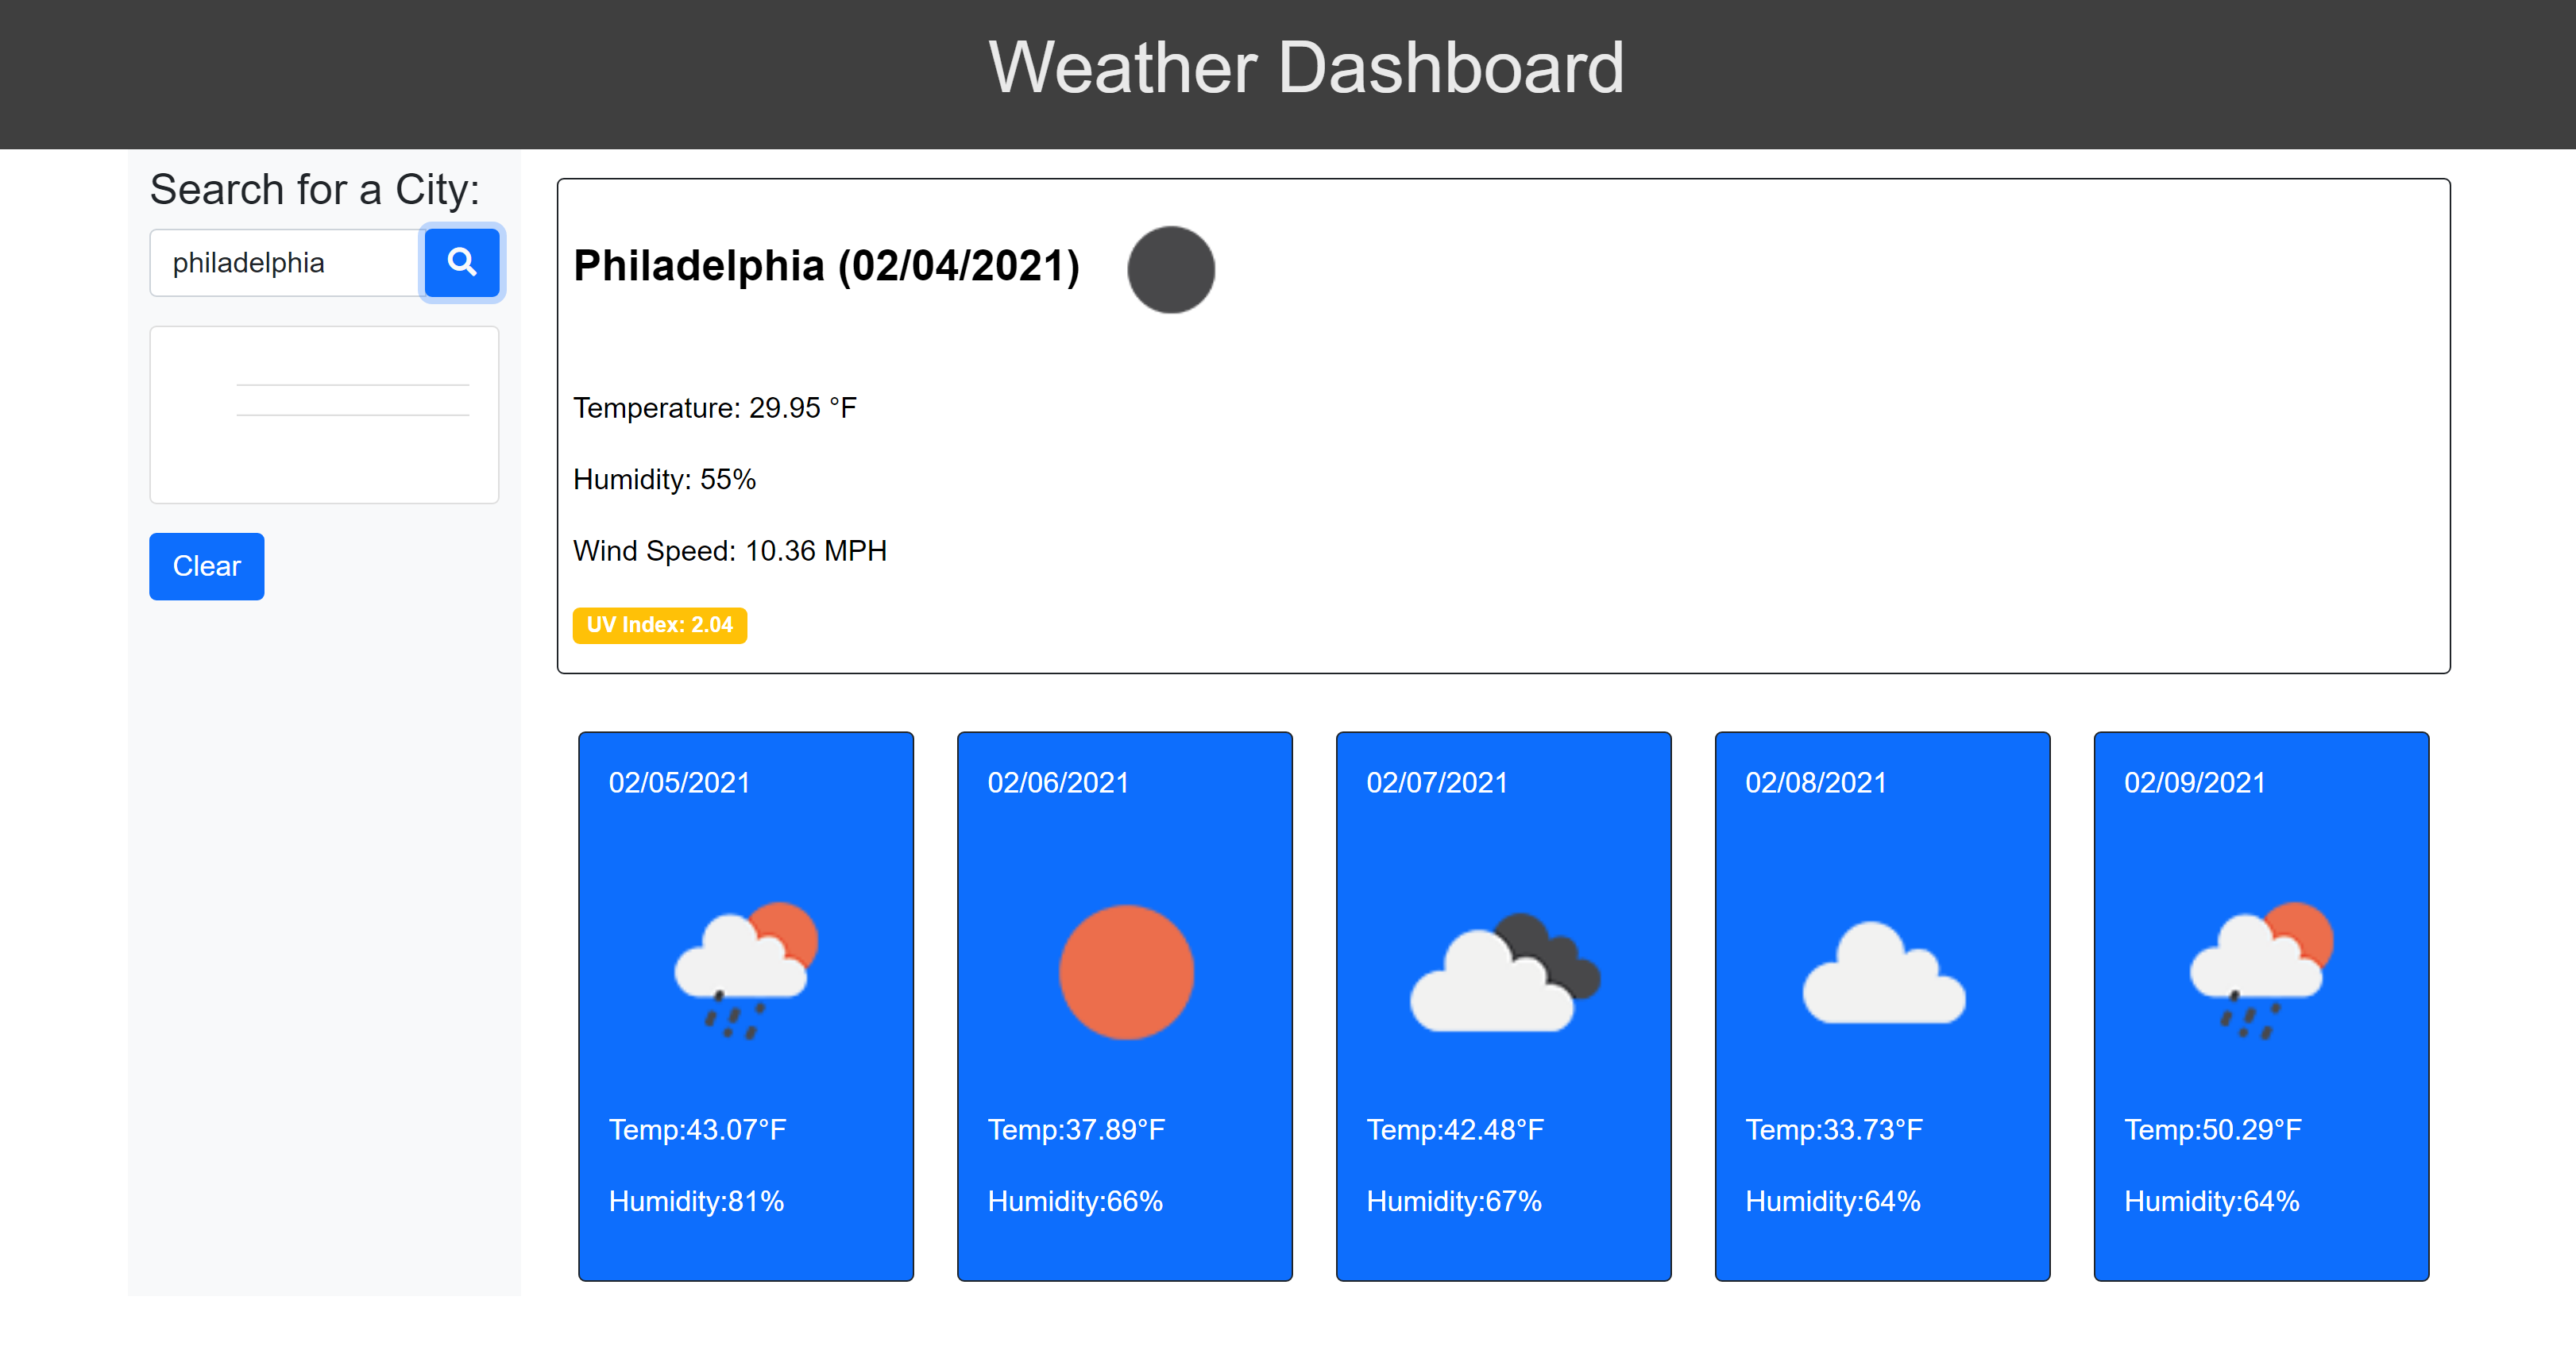 Weather Dashboard
Search for a City:
philadelphia
Clear
Philadelphia (02/04/2021)
Temperature: 29.95 °F
Humidity: 55%
Wind Speed: 10.36 MPH
UV Index: 2.04
02/05/2021
Temp:43.07°F
Humidity:81%
02/06/2021
Temp:37.89°F
Humidity:66%
02/07/2021
Temp:42.48°F
Humidity:67%
02/08/2021
Temp:33.73°F
Humidity:64%
02/09/2021
Temp:50.29°F
Humidity:64%